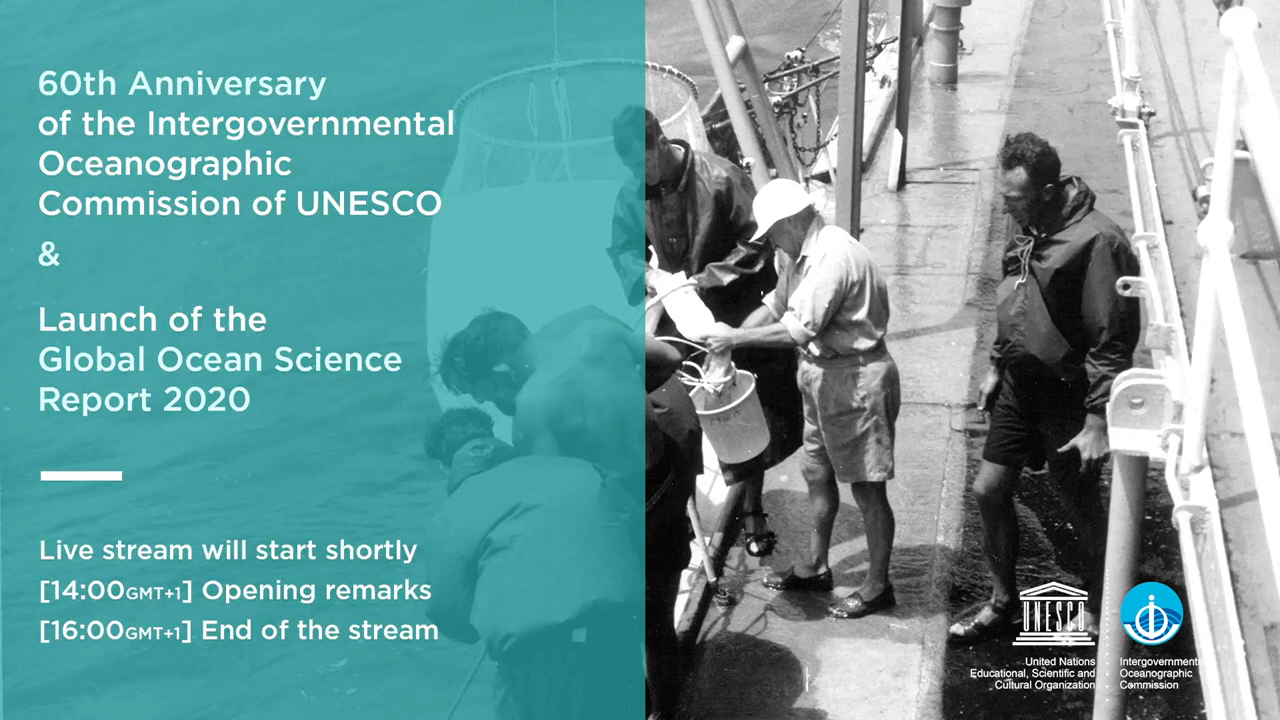 60th Anniversary
of the Intergovernmental
Oceanographic
Commission of UNESCO
&
Launch of the
Global Ocean Science
Report 2020
Live stream will start shortly
[14:00GMT+1] Opening remarks
[16:00GMT+1] End of the stream
UNESCO
United Nations
Educational, Scientific and
Cultural Organization
Intergovernmental
Oceanographic
Commission